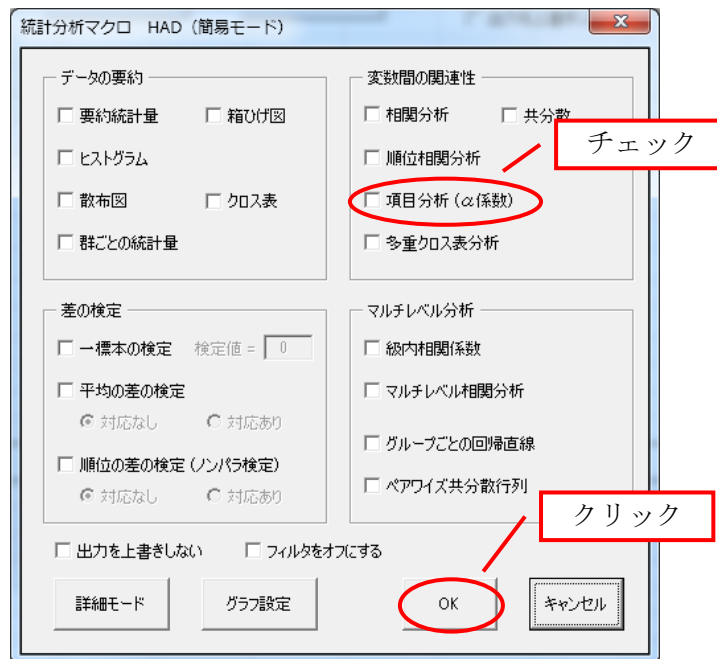 統計分析マクロ HAD（簡易モード）
データの要約
要約統計量 箱ひげ図
ヒストグラム
散布図 クロス表
群ごとの統計量
変数間の関連性
相関分析 共分散
チェック
順位相関分析
項目分析（α係数）
多重クロス表分析
差の検定
一標本の検定 検定値 = 0
平均の差の検定
対応なし 対応あり
順位の差の検定（ノンパラ検定）
対応なし 対応あり
マルチレベル分析
級内相関係数
マルチレベル相関分析
グループごとの回帰直線
ペアワイズ共分散行列
クリック
出力を上書きしない フィルタをオフにする
詳細モード グラフ設定 OK キャンセル